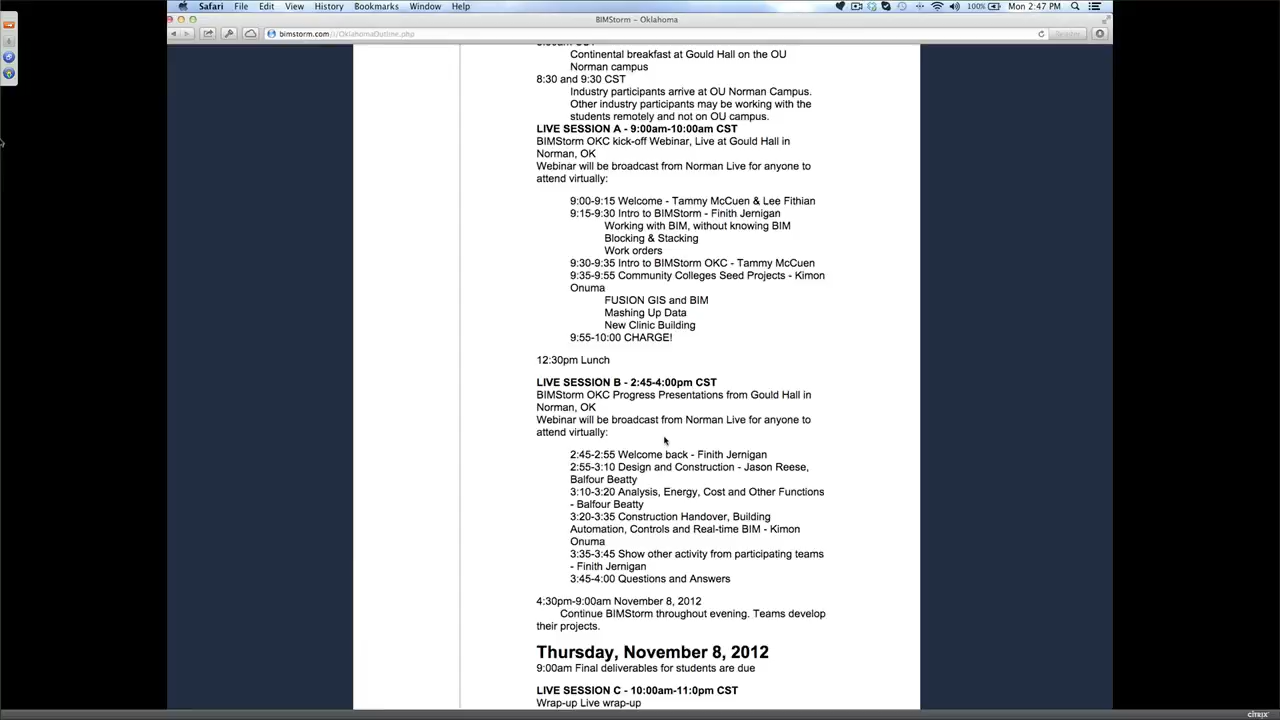 Safari File Edit View History Bookmarks Window Help 100% Mon 2:47 PM
BIMStorm – Oklahoma
bimstorm.com/i/OklahomaOutline.php
Reader
Continental breakfast at Gould Hall on the OU
Norman campus
8:30 and 9:30 CST
Industry participants arrive at OU Norman Campus.
Other industry participants may be working with the
students remotely and not on OU campus.
LIVE SESSION A - 9:00am-10:00am CST
BIMStorm OKC kick-off Webinar, Live at Gould Hall in
Norman, OK
Webinar will be broadcast from Norman Live for anyone to
attend virtually:
9:00-9:15 Welcome - Tammy McCuen & Lee Fithian
9:15-9:30 Intro to BIMStorm - Finith Jernigan
Working with BIM, without knowing BIM
Blocking & Stacking
Work orders
9:30-9:35 Intro to BIMStorm OKC - Tammy McCuen
9:35-9:55 Community Colleges Seed Projects - Kimon
Onuma
FUSION GIS and BIM
Mashing Up Data
New Clinic Building
9:55-10:00 CHARGE!
12:30pm Lunch
LIVE SESSION B - 2:45-4:00pm CST
BIMStorm OKC Progress Presentations from Gould Hall in
Norman, OK
Webinar will be broadcast from Norman Live for anyone to
attend virtually:
2:45-2:55 Welcome back - Finith Jernigan
2:55-3:10 Design and Construction - Jason Reese,
Balfour Beatty
3:10-3:20 Analysis, Energy, Cost and Other Functions
- Balfour Beatty
3:20-3:35 Construction Handover, Building
Automation, Controls and Real-time BIM - Kimon
Onuma
3:35-3:45 Show other activity from participating teams
- Finith Jernigan
3:45-4:00 Questions and Answers
4:30pm-9:00am November 8, 2012
Continue BIMStorm throughout evening. Teams develop
their projects.
Thursday, November 8, 2012
9:00am Final deliverables for students are due
LIVE SESSION C - 10:00am-11:0pm CST
Wrap-up Live wrap-up
CITRIX